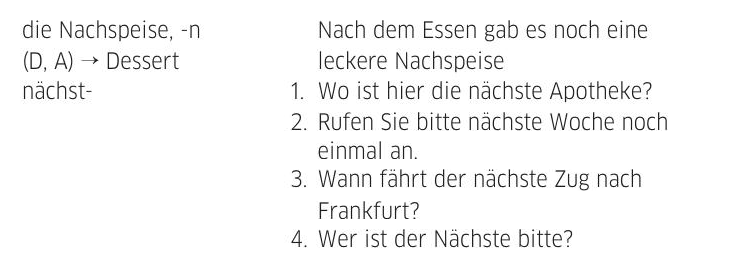 die Nachspeise, -n
(D, A) → Dessert
Nach dem Essen gab es noch eine
leckere Nachspeise
nächst-
1. Wo ist hier die nächste Apotheke?
2. Rufen Sie bitte nächste Woche noch
einmal an.
3. Wann fährt der nächste Zug nach
Frankfurt?
4. Wer ist der Nächste bitte?